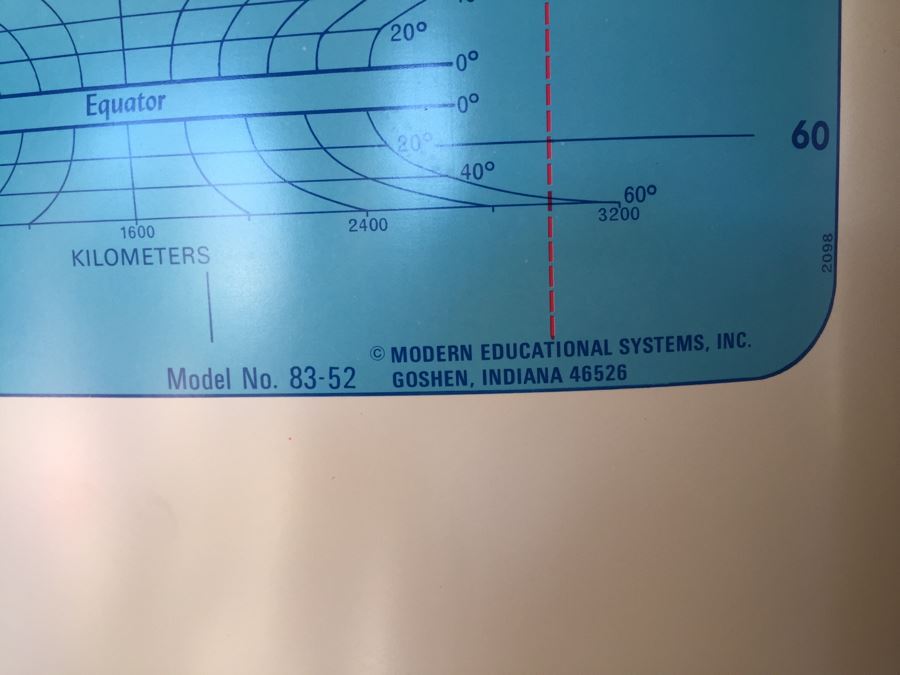 20°
0°
Equator
0°
20°
60
40°
60°
1600
2400
3200
KILOMETERS
2098
© MODERN EDUCATIONAL SYSTEMS, INC.
Model No. 83-52 GOSHEN, INDIANA 46526